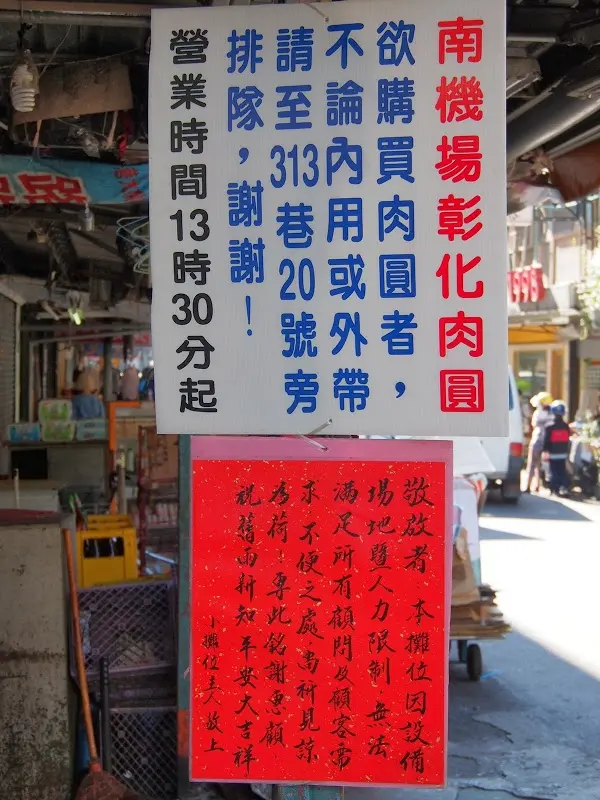 南機場彰化肉圓
欲購買肉圓者，
不論內用或外帶
請至313巷20號旁
排隊，謝謝！
營業時間13時30分起
敬啟者：本攤位因設備
場地暨人力限制，無法
滿足所有顧問及顧客需
求，不便之處，尚祈見諒
為荷！專此銘謝惠顧
祝舊雨新知平安大吉祥
小攤位主人敬上